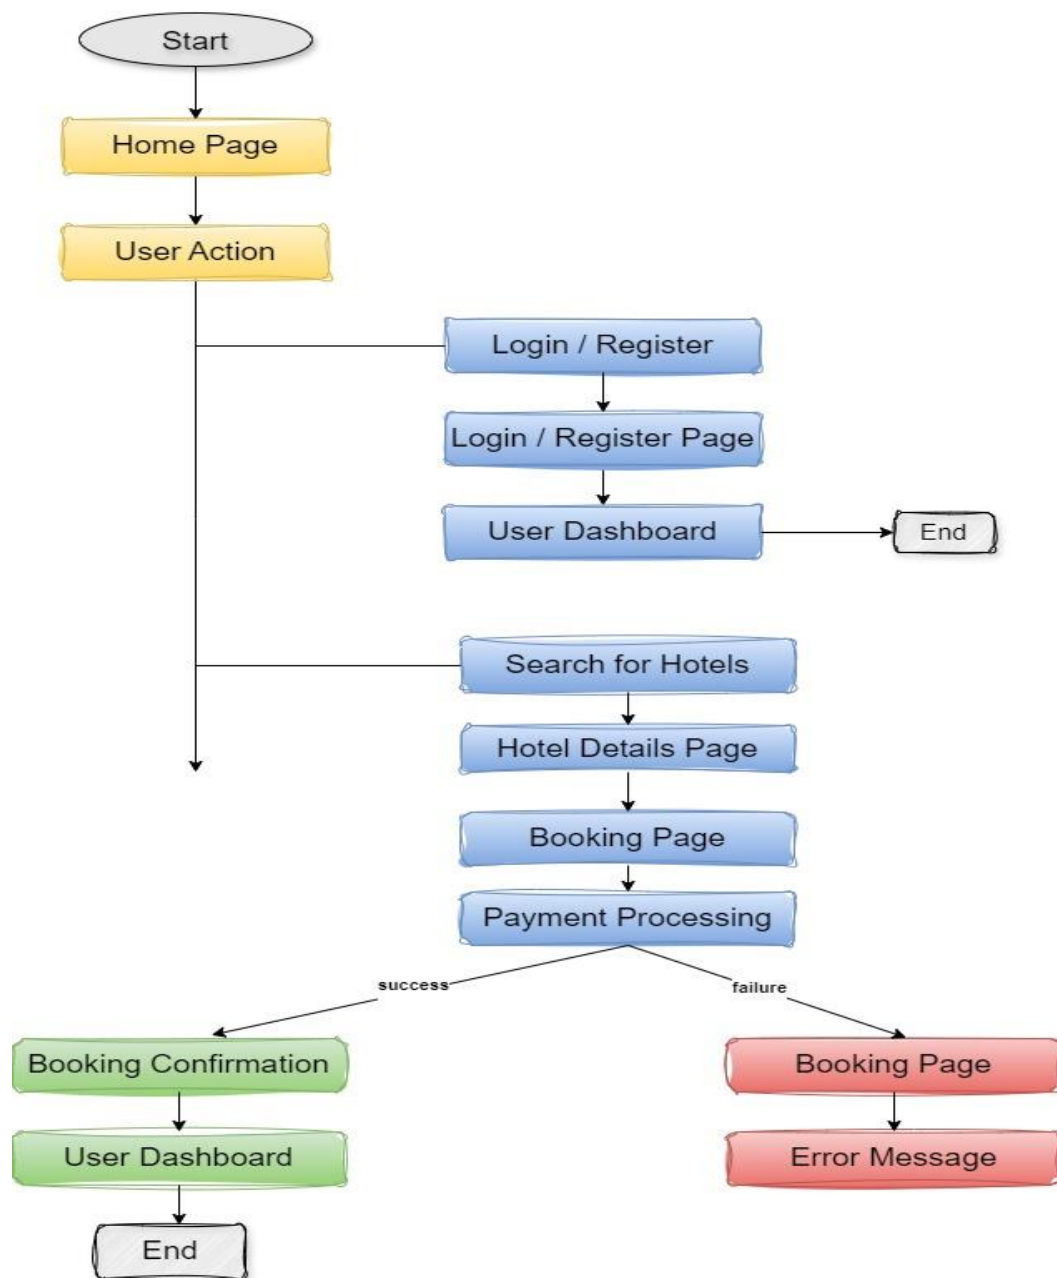 Start
Home Page
User Action
Login / Register
Login / Register Page
User Dashboard
End
Search for Hotels
Hotel Details Page
Booking Page
Payment Processing
success
failure
Booking Confirmation
Booking Page
User Dashboard
Error Message
End